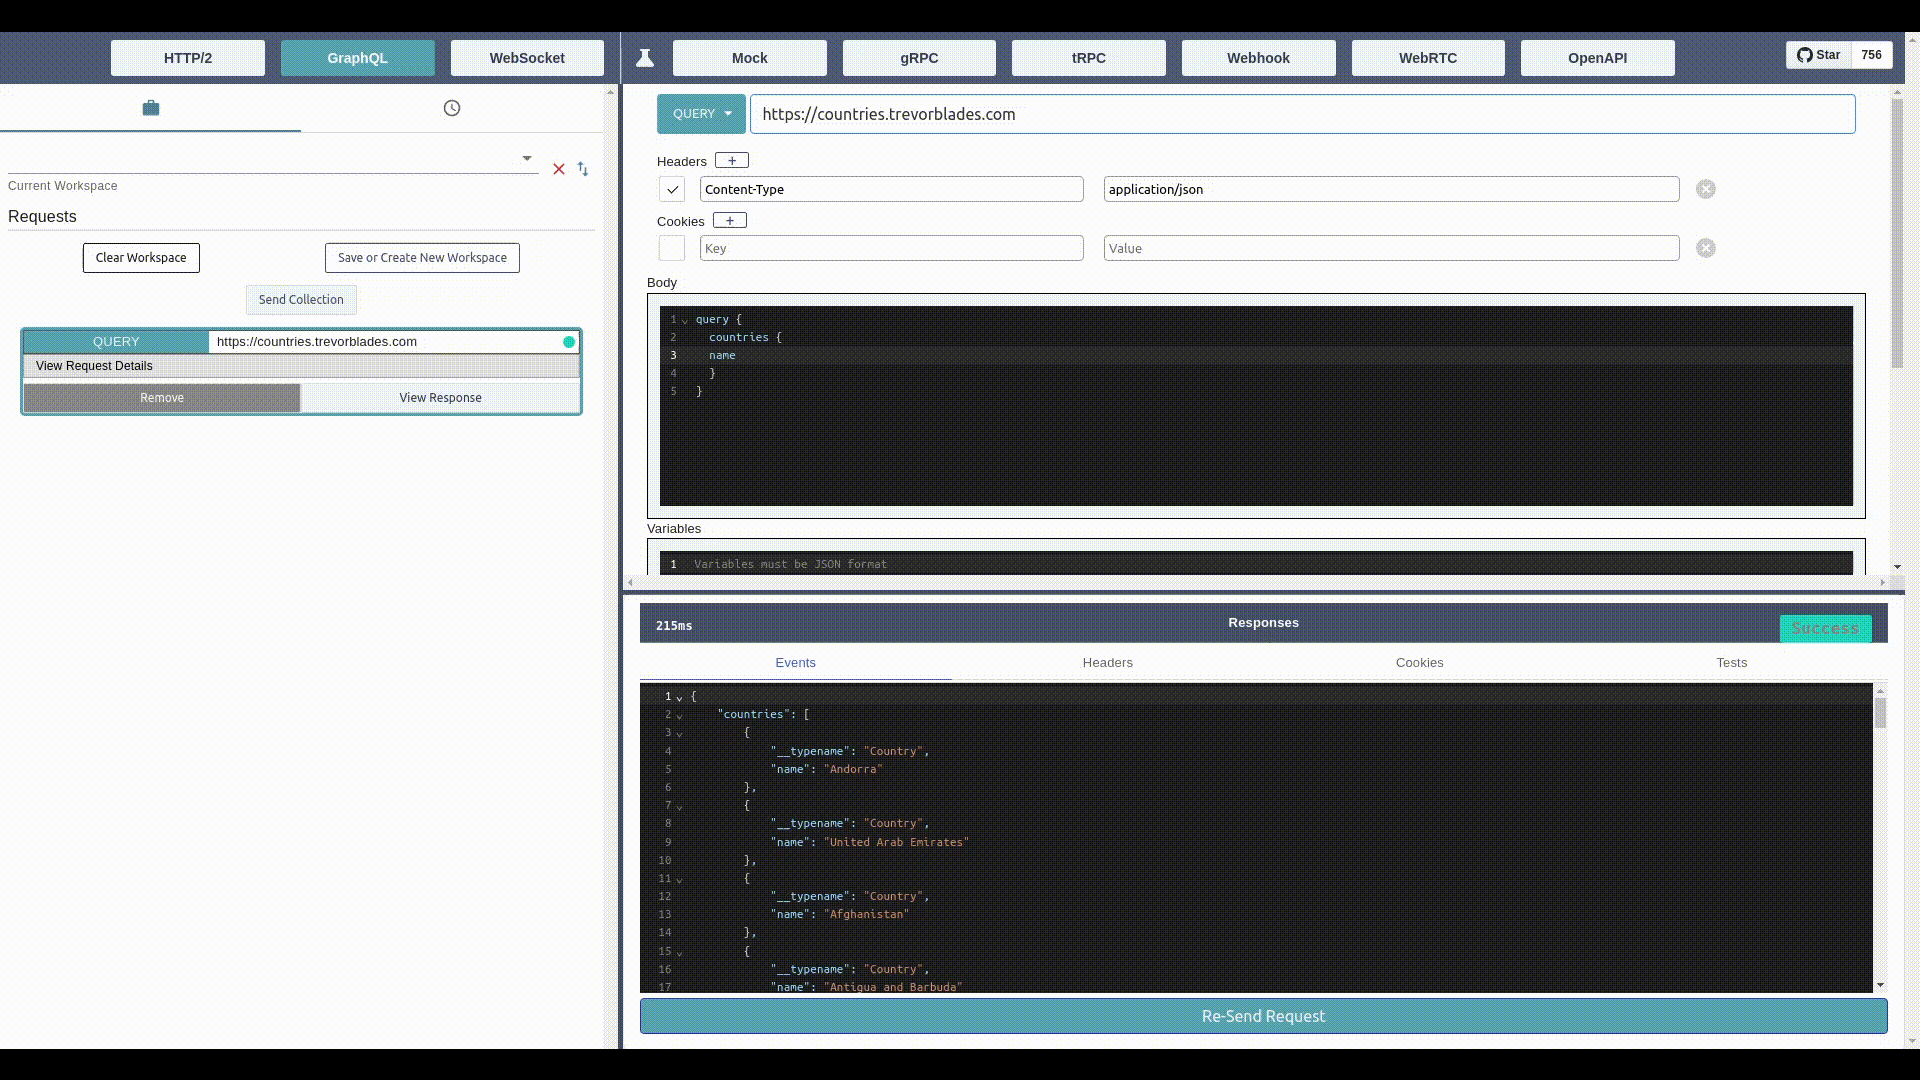 HTTP/2 GraphQL WebSocket Mock gRPC tRPC Webhook WebRTC OpenAPI Star 756
Current Workspace
Requests
Clear Workspace Save or Create New Workspace
Send Collection
QUERY https://countries.trevorblades.com
View Request Details
Remove View Response
QUERY https://countries.trevorblades.com
Headers +
Content-Type application/json
Cookies +
Key Value
Body
1 query {
2 countries {
3 name
4 }
5 }
Variables
1 Variables must be JSON format
215ms Responses Success
Events Headers Cookies Tests
1 {
2 "countries": [
3 {
4 "__typename": "Country",
5 "name": "Andorra"
6 },
7 {
8 "__typename": "Country",
9 "name": "United Arab Emirates"
10 },
11 {
12 "__typename": "Country",
13 "name": "Afghanistan"
14 },
15 {
16 "__typename": "Country",
17 "name": "Antigua and Barbuda"
Re-Send Request